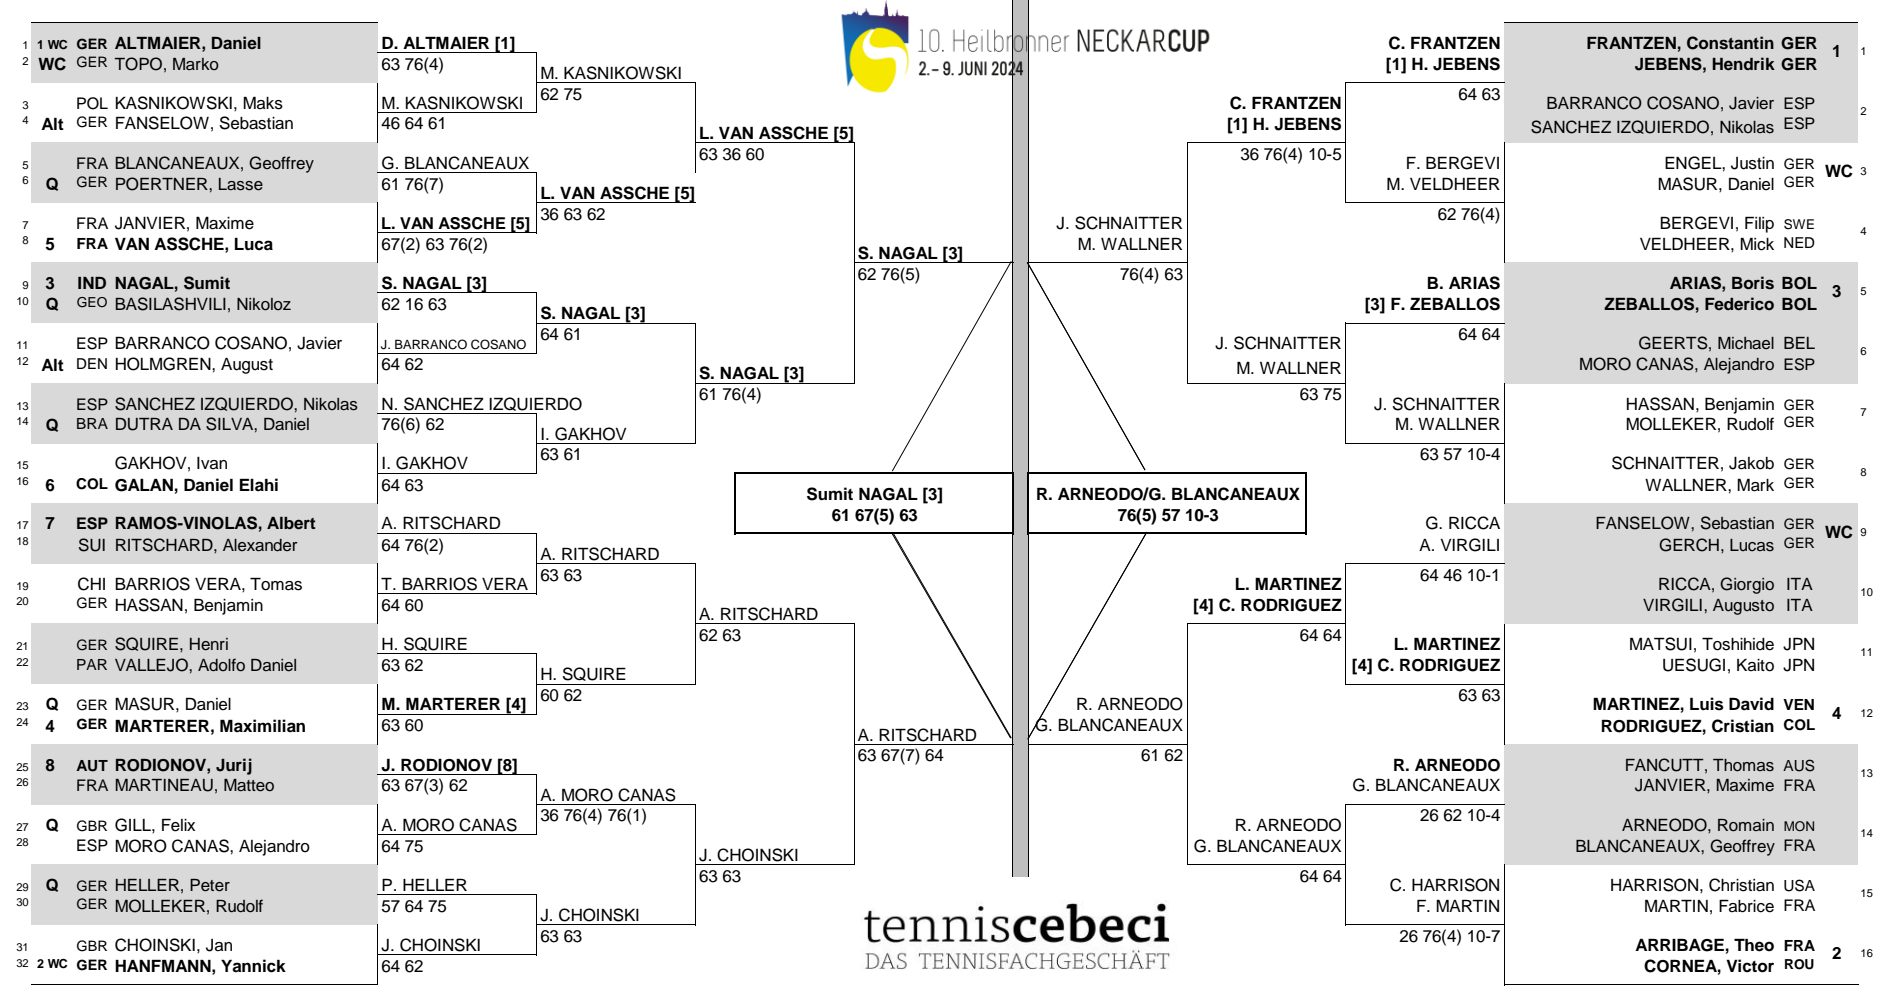 10. Heilbronner NECKARCUP
2.– 9. JUNI 2024
1 1 WC GER ALTMAIER, Daniel
2 WC GER TOPO, Marko
3 POL KASNIKOWSKI, Maks
4 Alt GER FANSELOW, Sebastian
5 FRA BLANCANEAUX, Geoffrey
6 Q GER POERTNER, Lasse
7 FRA JANVIER, Maxime
8 5 FRA VAN ASSCHE, Luca
9 3 IND NAGAL, Sumit
10 Q GEO BASILASHVILI, Nikoloz
11 ESP BARRANCO COSANO, Javier
12 Alt DEN HOLMGREN, August
13 ESP SANCHEZ IZQUIERDO, Nikolas
14 Q BRA DUTRA DA SILVA, Daniel
15 GAKHOV, Ivan
16 6 COL GALAN, Daniel Elahi
17 7 ESP RAMOS-VINOLAS, Albert
18 SUI RITSCHARD, Alexander
19 CHI BARRIOS VERA, Tomas
20 GER HASSAN, Benjamin
21 GER SQUIRE, Henri
22 PAR VALLEJO, Adolfo Daniel
23 Q GER MASUR, Daniel
24 4 GER MARTERER, Maximilian
25 8 AUT RODIONOV, Jurij
26 FRA MARTINEAU, Matteo
27 Q GBR GILL, Felix
28 ESP MORO CANAS, Alejandro
29 Q GER HELLER, Peter
30 GER MOLLEKER, Rudolf
31 GBR CHOINSKI, Jan
32 2 WC GER HANFMANN, Yannick
D. ALTMAIER [1]
63 76(4)
M. KASNIKOWSKI
46 64 61
G. BLANCANEAUX
61 76(7)
L. VAN ASSCHE [5]
67(2) 63 76(2)
S. NAGAL [3]
62 16 63
J. BARRANCO COSANO
64 62
N. SANCHEZ IZQUIERDO
76(6) 62
I. GAKHOV
64 63
A. RITSCHARD
64 76(2)
T. BARRIOS VERA
64 60
H. SQUIRE
63 62
M. MARTERER [4]
63 60
J. RODIONOV [8]
63 67(3) 62
A. MORO CANAS
64 75
P. HELLER
57 64 75
J. CHOINSKI
64 62
M. KASNIKOWSKI
62 75
L. VAN ASSCHE [5]
36 63 62
S. NAGAL [3]
64 61
I. GAKHOV
63 61
A. RITSCHARD
63 63
H. SQUIRE
60 62
A. MORO CANAS
36 76(4) 76(1)
J. CHOINSKI
63 63
L. VAN ASSCHE [5]
63 36 60
S. NAGAL [3]
61 76(4)
A. RITSCHARD
62 63
J. CHOINSKI
63 63
S. NAGAL [3]
62 76(5)
A. RITSCHARD
63 67(7) 64
Sumit NAGAL [3]
61 67(5) 63
R. ARNEODO/G. BLANCANEAUX
76(5) 57 10-3
J. SCHNAITTER
M. WALLNER
76(4) 63
R. ARNEODO
G. BLANCANEAUX
61 62
C. FRANTZEN
[1] H. JEBENS
36 76(4) 10-5
J. SCHNAITTER
M. WALLNER
63 75
L. MARTINEZ
[4] C. RODRIGUEZ
64 64
R. ARNEODO
G. BLANCANEAUX
64 64
C. FRANTZEN
[1] H. JEBENS
64 63
F. BERGEVI
M. VELDHEER
62 76(4)
B. ARIAS
[3] F. ZEBALLOS
64 64
J. SCHNAITTER
M. WALLNER
63 57 10-4
G. RICCA
A. VIRGILI
64 46 10-1
L. MARTINEZ
[4] C. RODRIGUEZ
63 63
R. ARNEODO
G. BLANCANEAUX
26 62 10-4
C. HARRISON
F. MARTIN
26 76(4) 10-7
FRANTZEN, Constantin GER 1 1
JEBENS, Hendrik GER
BARRANCO COSANO, Javier ESP 2
SANCHEZ IZQUIERDO, Nikolas ESP
ENGEL, Justin GER WC 3
MASUR, Daniel GER
BERGEVI, Filip SWE 4
VELDHEER, Mick NED
ARIAS, Boris BOL 3 5
ZEBALLOS, Federico BOL
GEERTS, Michael BEL 6
MORO CANAS, Alejandro ESP
HASSAN, Benjamin GER 7
MOLLEKER, Rudolf GER
SCHNAITTER, Jakob GER 8
WALLNER, Mark GER
FANSELOW, Sebastian GER WC 9
GERCH, Lucas GER
RICCA, Giorgio ITA 10
VIRGILI, Augusto ITA
MATSUI, Toshihide JPN 11
UESUGI, Kaito JPN
MARTINEZ, Luis David VEN 4 12
RODRIGUEZ, Cristian COL
FANCUTT, Thomas AUS 13
JANVIER, Maxime FRA
ARNEODO, Romain MON 14
BLANCANEAUX, Geoffrey FRA
HARRISON, Christian USA 15
MARTIN, Fabrice FRA
ARRIBAGE, Theo FRA 2 16
CORNEA, Victor ROU
tenniscebeci
DAS TENNISFACHGESCHÄFT